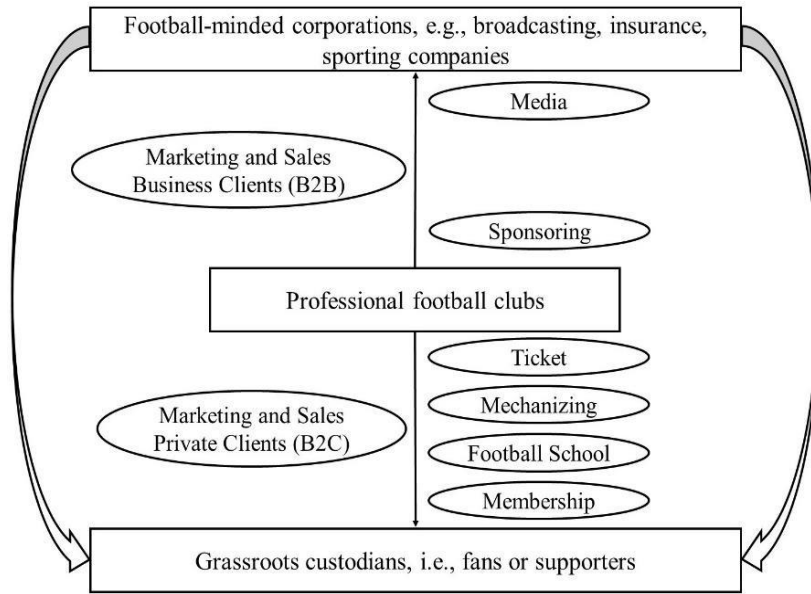 Football-minded corporations, e.g., broadcasting, insurance,
sporting companies
Media
Marketing and Sales
Business Clients (B2B)
Sponsoring
Professional football clubs
Ticket
Mechanizing
Marketing and Sales
Private Clients (B2C)
Football School
Membership
Grassroots custodians, i.e., fans or supporters